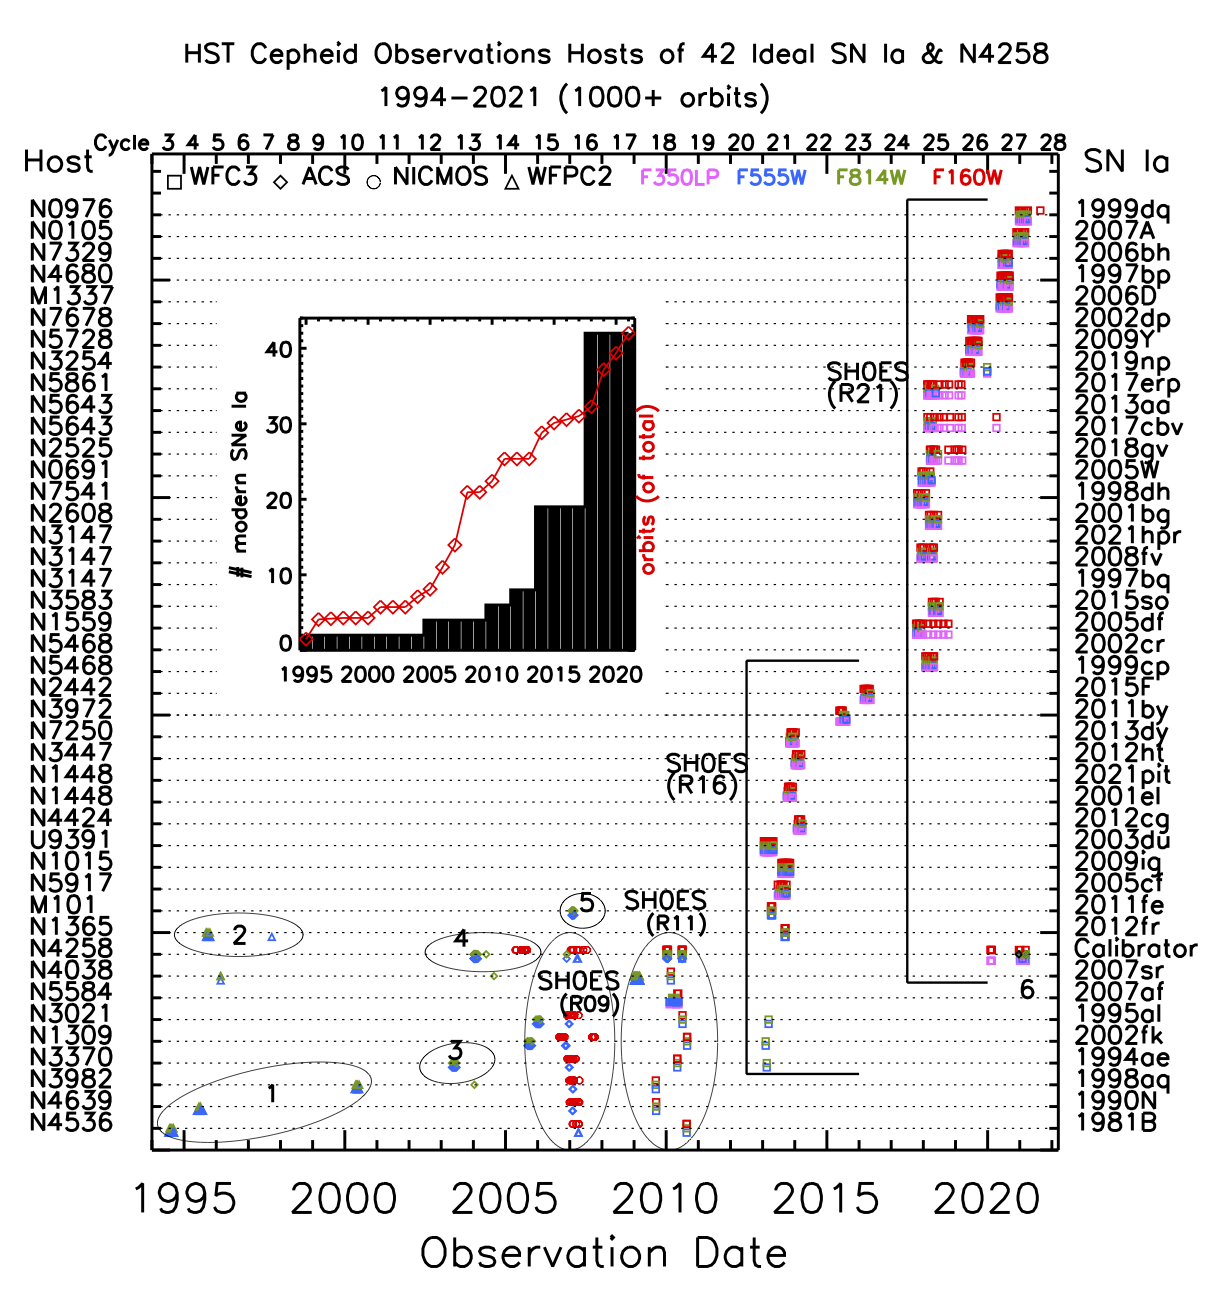 HST Cepheid Observations Hosts of 42 Ideal SN Ia & N4258
1994-2021 (1000+ orbits)
Host Cycle 3 4 5 6 7 8 9 10 11 12 13 14 15 16 17 18 19 20 21 22 23 24 25 26 27 28 SN Ia
WFC3 ACS NICMOS WFPC2 F350LP F555W F814W F160W
N0976 1999dq
N0105 2007A
N7329 2006bh
N4680 1997bp
M1337 2006D
N7678 2002dp
N5728 2009Y
N3254 2019np
N5861 2017erp
N5643 2013aa
N5643 2017cbv
N2525 2018gv
N0691 2005W
N7541 1998dh
N2608 2001bg
N3147 2021hpr
N3147 2008fv
N3147 1997bq
N3583 2015so
N1559 2005df
N5468 2002cr
N5468 1999cp
N2442 2015F
N3972 2011by
N7250 2013dy
N3447 2012ht
N1448 2021pit
N1448 2001el
N4424 2012cg
U9391 2003du
N1015 2009ig
N5917 2005cf
M101 2011fe
N1365 2012fr
N4258 Calibrator
N4038 2007sr
N5584 2007af
N3021 1995al
N1309 2002fk
N3370 1994ae
N3982 1998aq
N4639 1990N
N4536 1981B
SH0ES
(R21)
SH0ES
(R16)
SH0ES
(R11)
SH0ES
(R09)
5
2
4
6
3
1
# modern SNe Ia
40
30
20
10
0
1995 2000 2005 2010 2015 2020
orbits (of total)
1995 2000 2005 2010 2015 2020
Observation Date